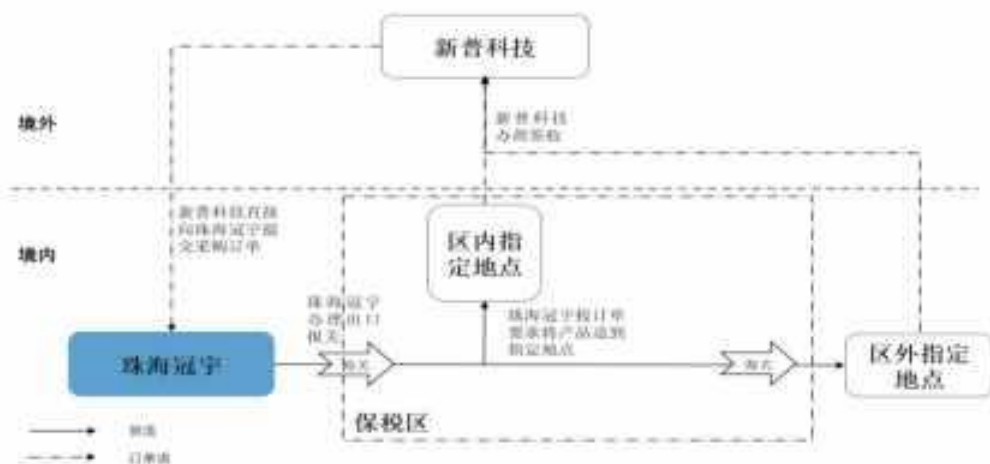 新普科技
境外
新普科技
办理签收
新普科技直接
向珠海冠宇提
交采购订单
境内
区内指
定地点
珠海冠宇
办理出口
报关
珠海冠宇按订单
要求将产品送到
指定地点
珠海冠宇
海关
海关
区外指定
地点
保税区
物流
订单流